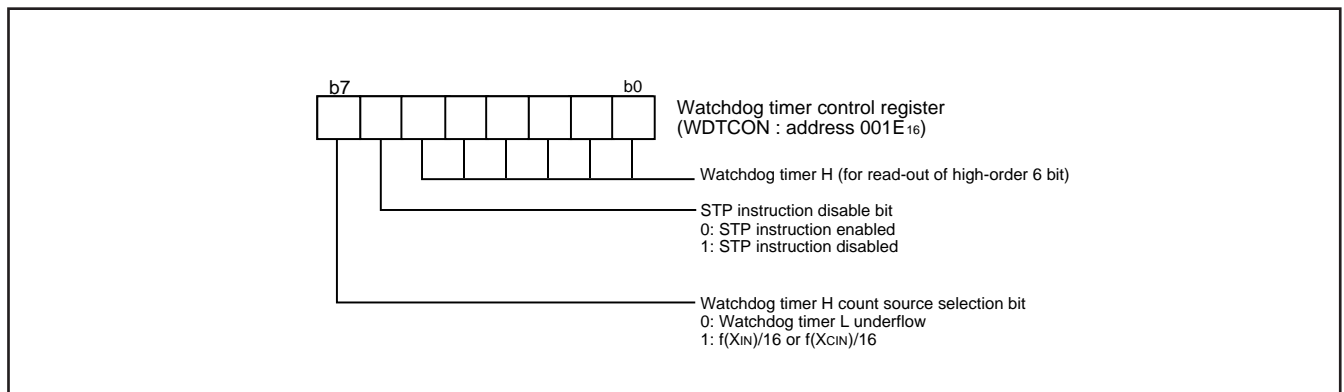 b7 b0
Watchdog timer control register
(WDTCON : address 001E16)
Watchdog timer H (for read-out of high-order 6 bit)
STP instruction disable bit
0: STP instruction enabled
1: STP instruction disabled
Watchdog timer H count source selection bit
0: Watchdog timer L underflow
1: f(XIN)/16 or f(XCIN)/16